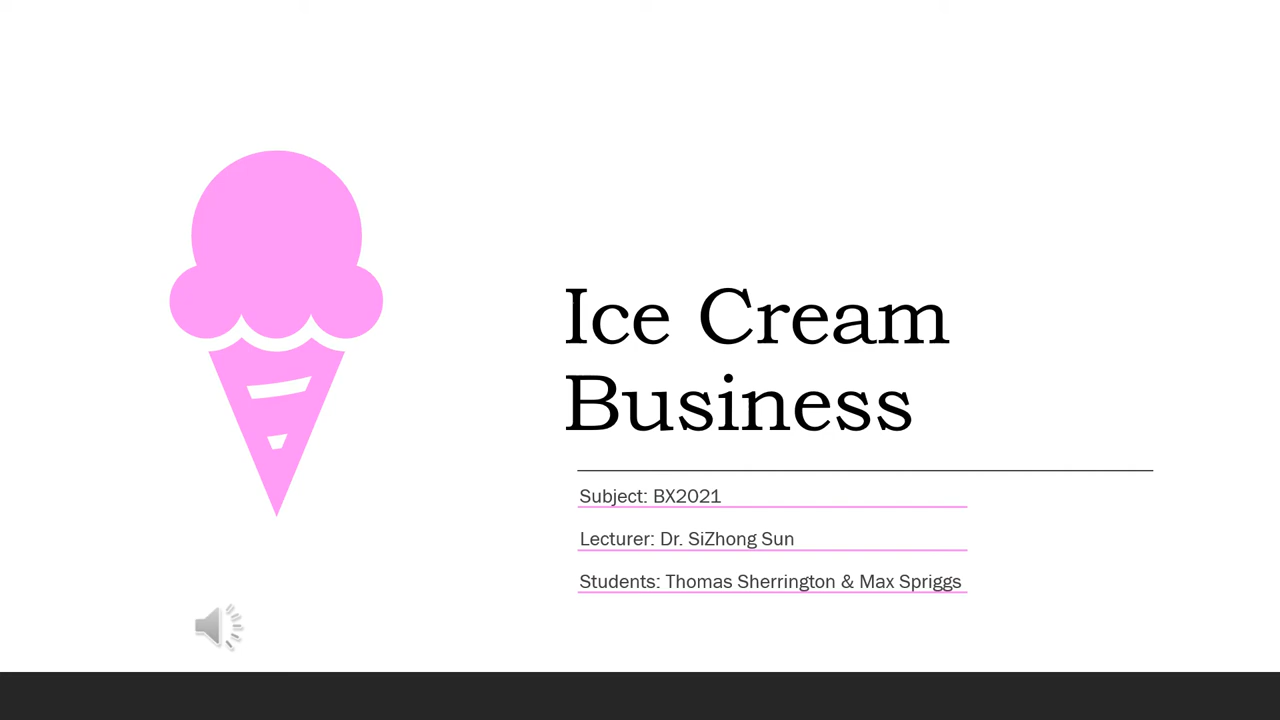 Ice Cream
Business
Subject: BX2021
Lecturer: Dr. SiZhong Sun
Students: Thomas Sherrington & Max Spriggs